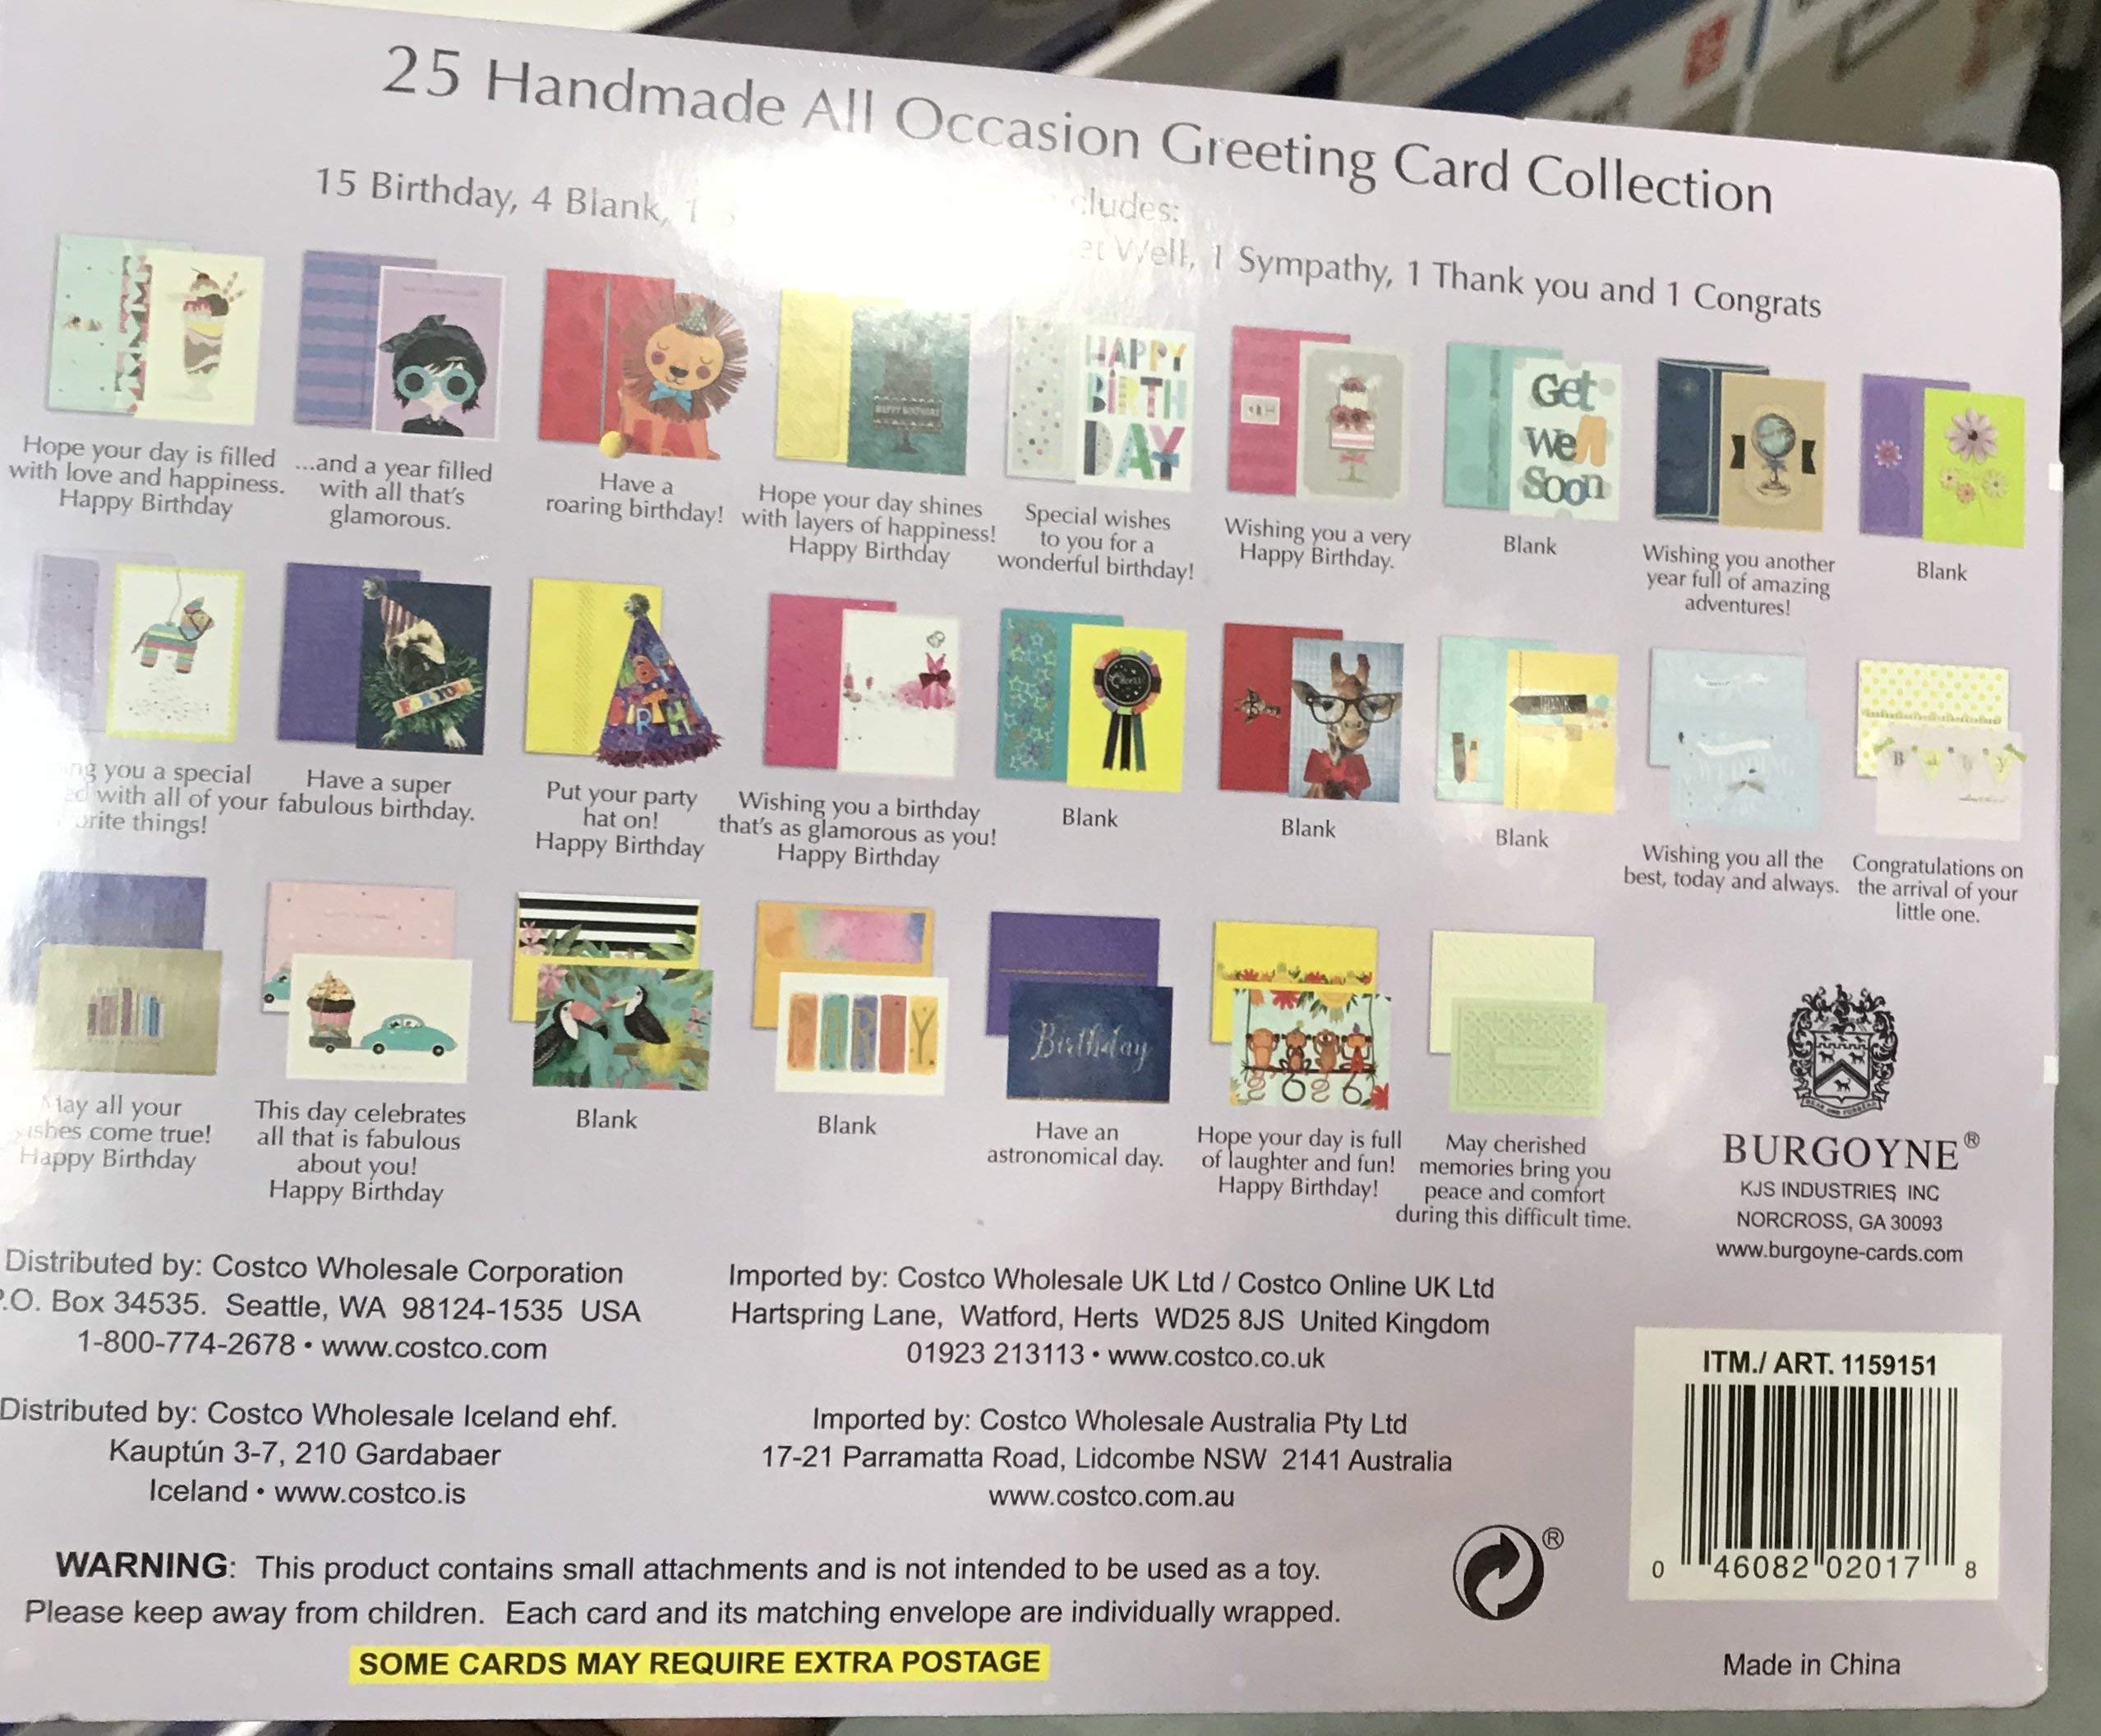 25 Handmade All Occasion Greeting Card Collection
15 Birthday, 4 Blank, 1 Well, 1 Sympathy, 1 Thank you and 1 Congrats
HAPPY BIRTHDAY
HAPPY
BIRTH
DAY
Get
Well
Soon
Hope your day is filled
with love and happiness.
Happy Birthday
...and a year filled
with all that's
glamorous.
Have a
roaring birthday!
Hope your day shines
with layers of happiness!
Happy Birthday
Special wishes
to you for a
wonderful birthday!
Wishing you a very
Happy Birthday.
Blank
Wishing you another
year full of amazing
adventures!
Blank
FOR YOU
BIRTH
THANK
Baby
you a special
with all of your
things!
Have a super
fabulous birthday.
Put your party
hat on!
Happy Birthday
Wishing you a birthday
that's as glamorous as you!
Happy Birthday
Blank
Blank
Blank
Wishing you all the
best, today and always.
Congratulations on
the arrival of your
little one.
PARTY
Birthday
May all your
wishes come true!
Happy Birthday
This day celebrates
all that is fabulous
about you!
Happy Birthday
Blank
Blank
Have an
astronomical day.
Hope your day is full
of laughter and fun!
Happy Birthday!
May cherished
memories bring you
peace and comfort
during this difficult time.
BURGOYNE®
KJS INDUSTRIES, INC
NORCROSS, GA 30093
www.burgoyne-cards.com
Distributed by: Costco Wholesale Corporation
P.O. Box 34535. Seattle, WA 98124-1535 USA
1-800-774-2678 • www.costco.com
Imported by: Costco Wholesale UK Ltd / Costco Online UK Ltd
Hartspring Lane, Watford, Herts WD25 8JS United Kingdom
01923 213113 • www.costco.co.uk
Distributed by: Costco Wholesale Iceland ehf.
Kauptún 3-7, 210 Gardabaer
Iceland • www.costco.is
Imported by: Costco Wholesale Australia Pty Ltd
17-21 Parramatta Road, Lidcombe NSW 2141 Australia
www.costco.com.au
ITM./ ART. 1159151
0 46082 02017 8
WARNING: This product contains small attachments and is not intended to be used as a toy.
Please keep away from children. Each card and its matching envelope are individually wrapped.
®
SOME CARDS MAY REQUIRE EXTRA POSTAGE
Made in China